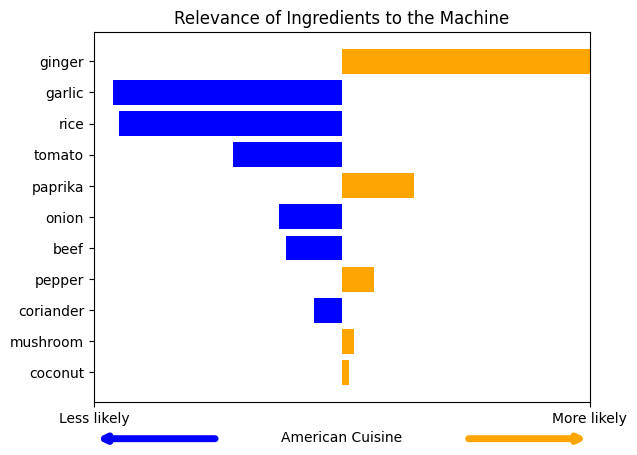 Relevance of Ingredients to the Machine
ginger
garlic
rice
tomato
paprika
onion
beef
pepper
coriander
mushroom
coconut
Less likely
More likely
American Cuisine